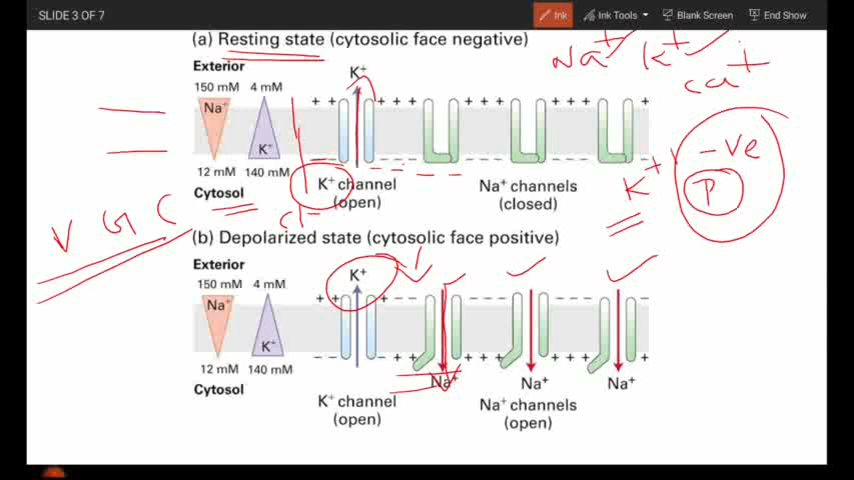 SLIDE 3 OF 7
Ink
Ink Tools
Blank Screen
End Show
(a) Resting state (cytosolic face negative)
Na+ K+
ca+
Exterior
K+
150 mM 4 mM
Na+
K+
12 mM 140 mM
Cytosol
K+ channel
(open)
Na+ channels
(closed)
cl-
K+
-ve
P
V G C
(b) Depolarized state (cytosolic face positive)
Exterior
K+
150 mM 4 mM
Na+
K+
12 mM 140 mM
Cytosol
Na+
Na+
Na+
K+ channel
(open)
Na+ channels
(open)